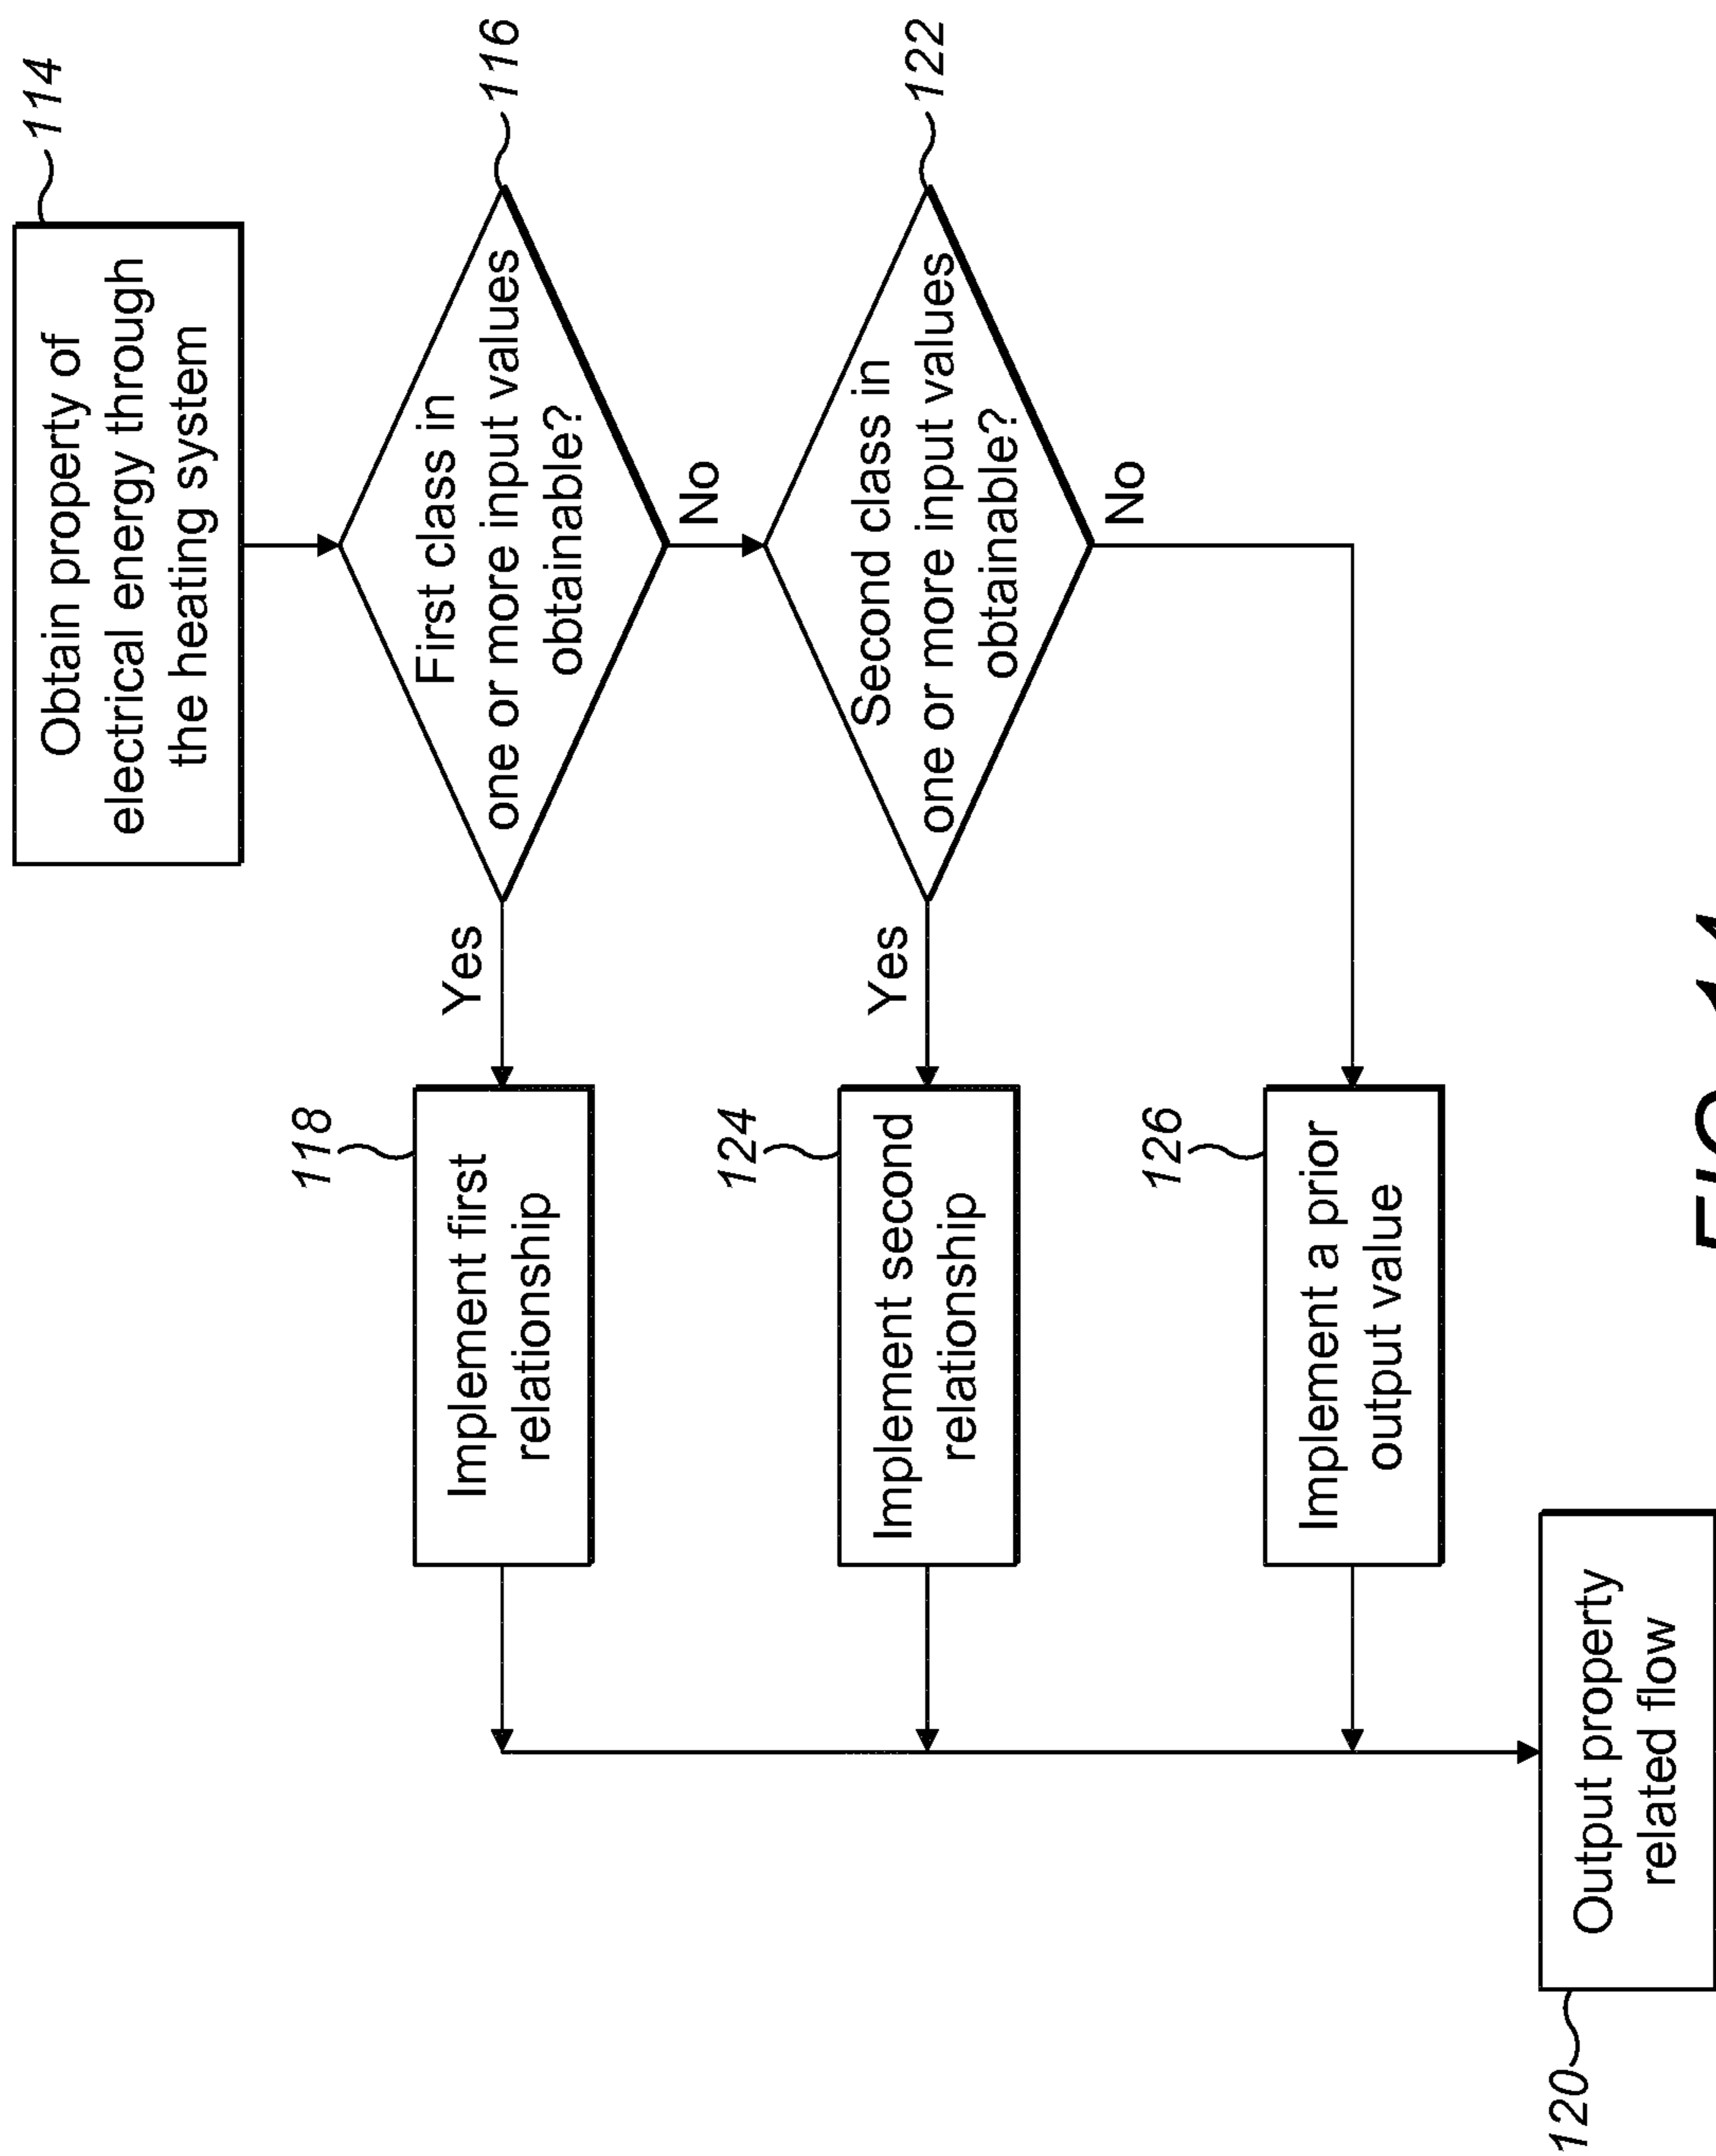 114
Obtain property of
electrical energy through
the heating system
116
First class in
one or more input values
obtainable?
Yes
No
118
Implement first
relationship
122
Second class in
one or more input values
obtainable?
Yes
No
124
Implement second
relationship
126
Implement a prior
output value
120
Output property
related flow
FIG